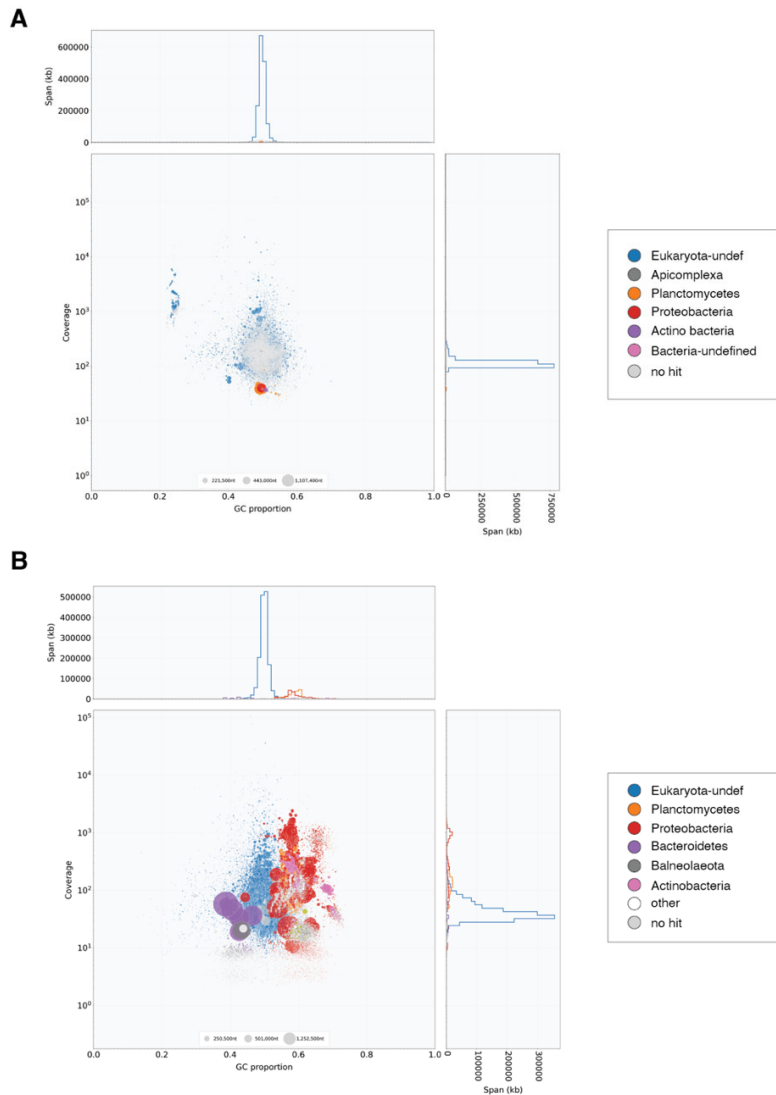 A
Span (kb)
600000
400000
200000
0
Coverage
10⁵
10⁴
10³
10²
10¹
10⁰
221,500nt 443,000nt 1,107,400nt
0.0 0.2 0.4 0.6 0.8 1.0
GC proportion
0
250000
500000
750000
Span (kb)
Eukaryota-undef
Apicomplexa
Planctomycetes
Proteobacteria
Actino bacteria
Bacteria-undefined
no hit
B
Span (kb)
500000
400000
300000
200000
100000
0
Coverage
10⁵
10⁴
10³
10²
10¹
10⁰
250,500nt 501,000nt 1,252,500nt
0.0 0.2 0.4 0.6 0.8 1.0
GC proportion
0
100000
200000
300000
Span (kb)
Eukaryota-undef
Planctomycetes
Proteobacteria
Bacteroidetes
Balneolaeota
Actinobacteria
other
no hit